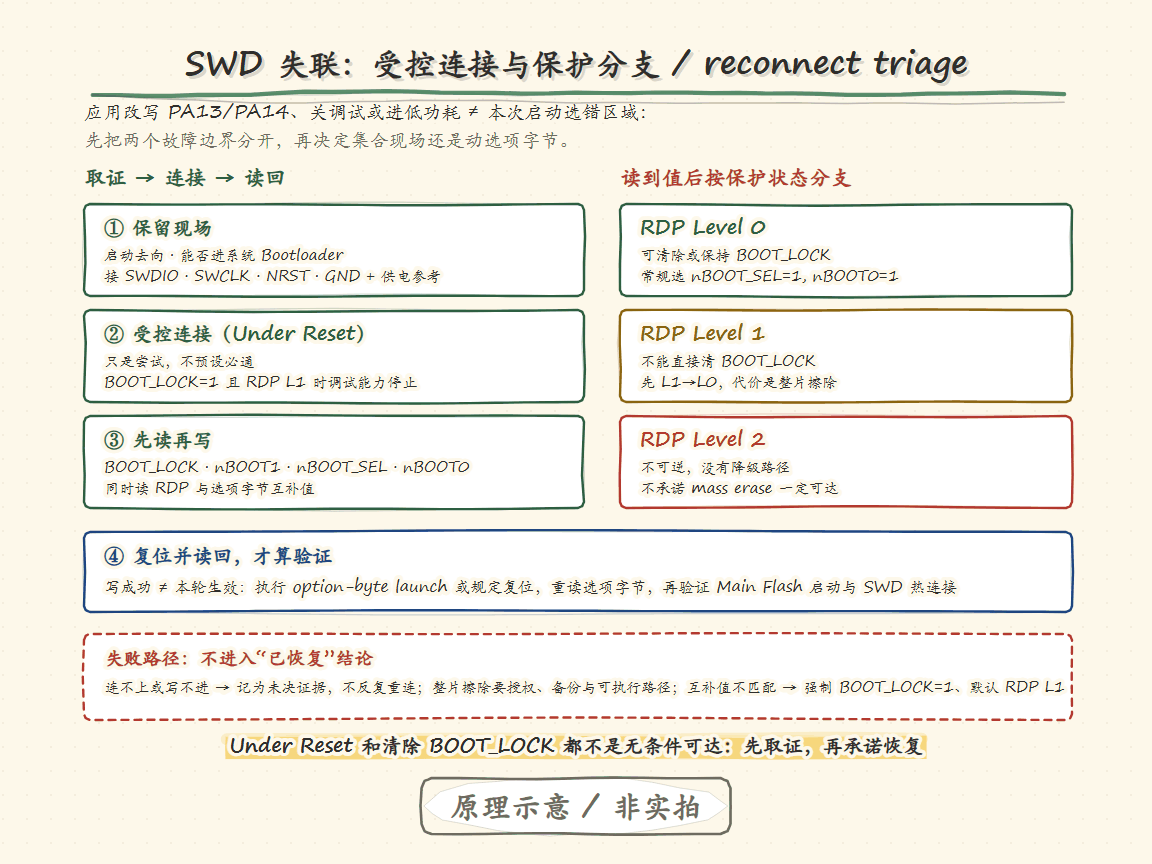 SWD 失联：受控连接与保护分支 / reconnect triage
应用改写 PA13/PA14、关调试或进低功耗 ≠ 本次启动选错区域：
先把两个故障边界分开，再决定集合现场还是动选项字节。
取证 → 连接 → 读回
① 保留现场
启动去向 · 能否进系统 Bootloader
接 SWDIO · SWCLK · NRST · GND + 供电参考
② 受控连接（Under Reset）
只是尝试，不预设必通
BOOT_LOCK=1 且 RDP L1 时调试能力停止
③ 先读再写
BOOT_LOCK · nBOOT1 · nBOOT_SEL · nBOOT0
同时读 RDP 与选项字节互补值
读到值后按保护状态分支
RDP Level 0
可清除或保持 BOOT_LOCK
常规选 nBOOT_SEL=1, nBOOT0=1
RDP Level 1
不能直接清 BOOT_LOCK
先 L1→L0，代价是整片擦除
RDP Level 2
不可逆，没有降级路径
不承诺 mass erase 一定可达
④ 复位并读回，才算验证
写成功 ≠ 本轮生效：执行 option-byte launch 或规定复位，重读选项字节，再验证 Main Flash 启动与 SWD 热连接
失败路径：不进入“已恢复”结论
连不上或写不进 → 记为未决证据，不反复重连；整片擦除要授权、备份与可执行路径；互补值不匹配 → 强制 BOOT_LOCK=1、默认 RDP L1
Under Reset 和清除 BOOT_LOCK 都不是无条件可达：先取证，再承诺恢复
原理示意 / 非实拍